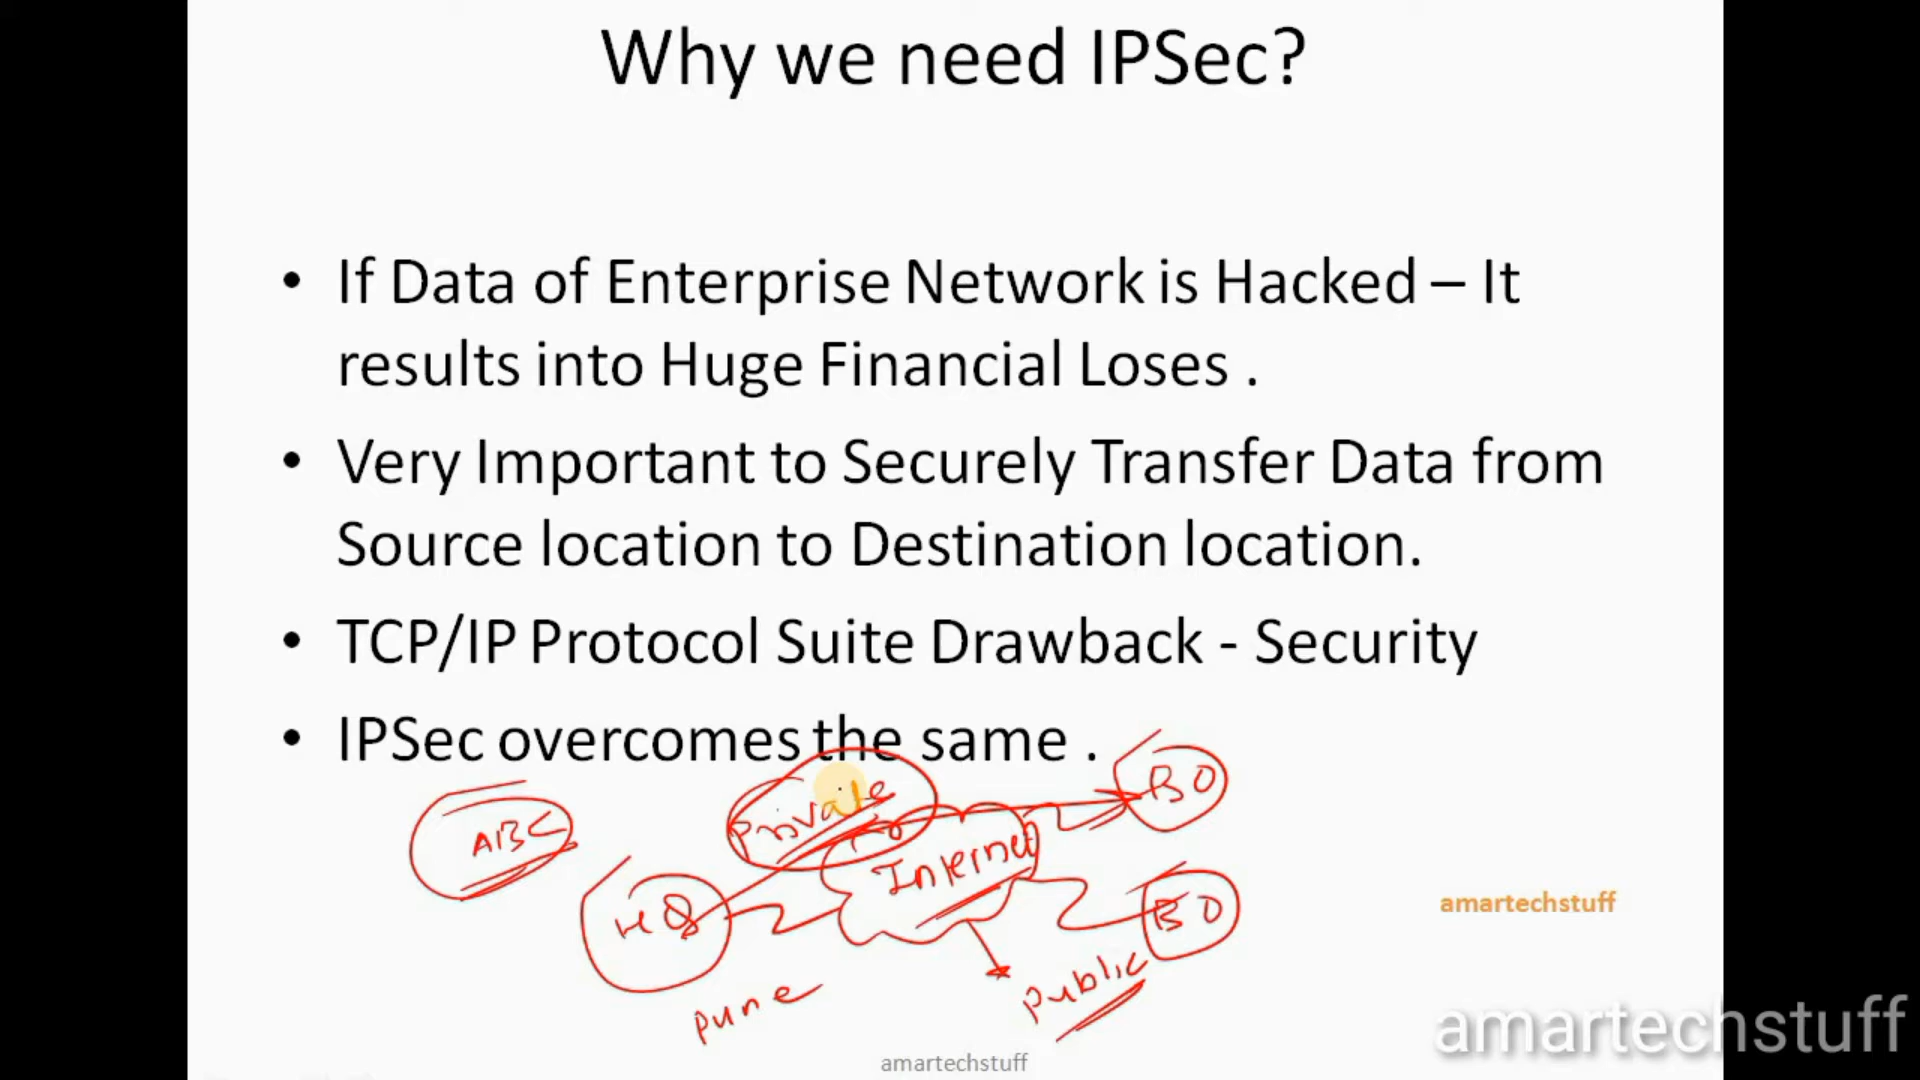 Why we need IPSec?
• If Data of Enterprise Network is Hacked – It
results into Huge Financial Loses .
• Very Important to Securely Transfer Data from
Source location to Destination location.
• TCP/IP Protocol Suite Drawback - Security
• IPSec overcomes the same .
BO
Private
ABC
Internet
HQ
BO
amartechstuff
Public
Pune
amartechstuff
amartechstuff